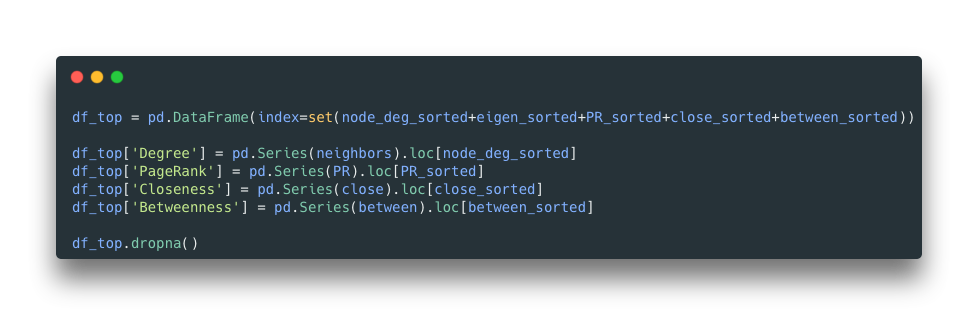 df_top = pd.DataFrame(index=set(node_deg_sorted+eigen_sorted+PR_sorted+close_sorted+between_sorted))
df_top['Degree'] = pd.Series(neighbors).loc[node_deg_sorted]
df_top['PageRank'] = pd.Series(PR).loc[PR_sorted]
df_top['Closeness'] = pd.Series(close).loc[close_sorted]
df_top['Betweenness'] = pd.Series(between).loc[between_sorted]
df_top.dropna()